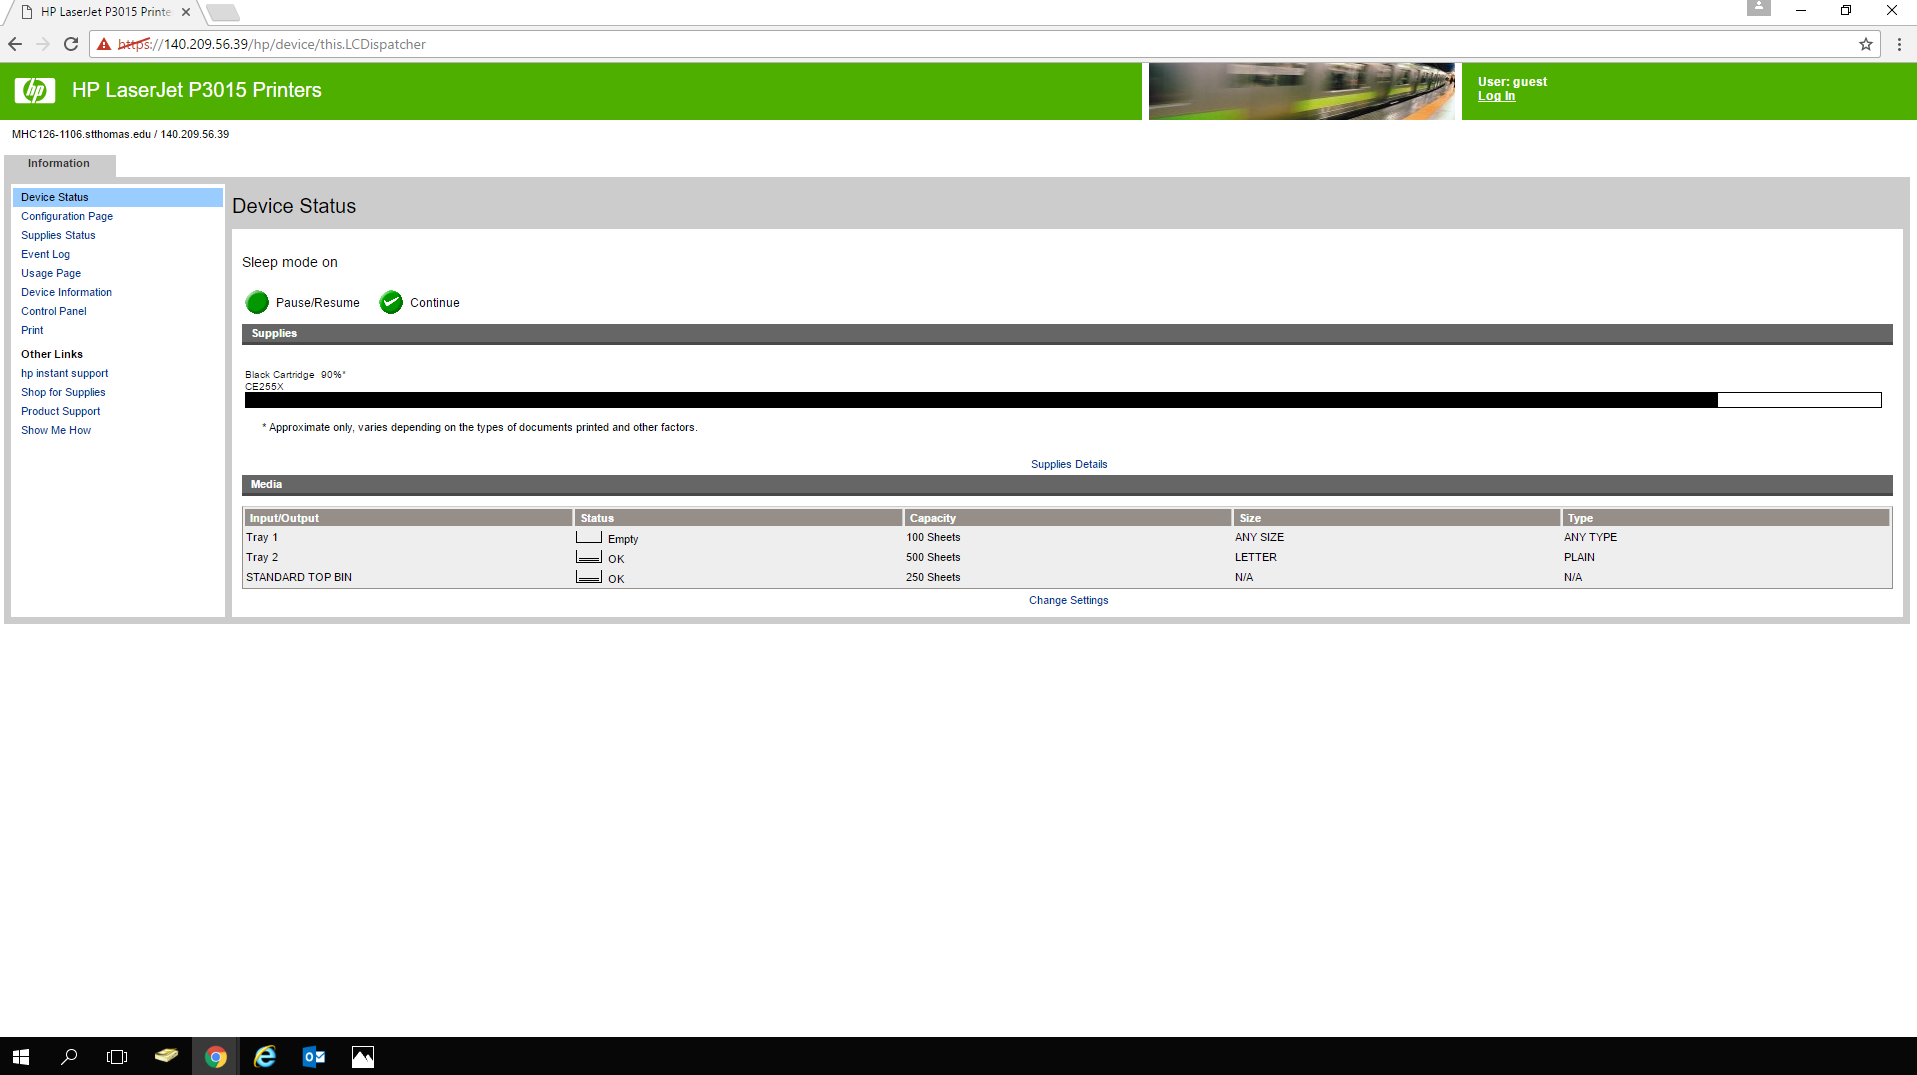 HP LaserJet P3015 Printe
https://140.209.56.39/hp/device/this.LCDispatcher
hp
HP LaserJet P3015 Printers
User: guest
Log In
MHC126-1106.stthomas.edu / 140.209.56.39
Information
Device Status
Configuration Page
Supplies Status
Event Log
Usage Page
Device Information
Control Panel
Print
Other Links
hp instant support
Shop for Supplies
Product Support
Show Me How
Device Status
Sleep mode on
Pause/Resume Continue
Supplies
Black Cartridge 90%*
CE255X
* Approximate only, varies depending on the types of documents printed and other factors.
Supplies Details
Media
Input/Output Status Capacity Size Type
Tray 1 Empty 100 Sheets ANY SIZE ANY TYPE
Tray 2 OK 500 Sheets LETTER PLAIN
STANDARD TOP BIN OK 250 Sheets N/A N/A
Change Settings